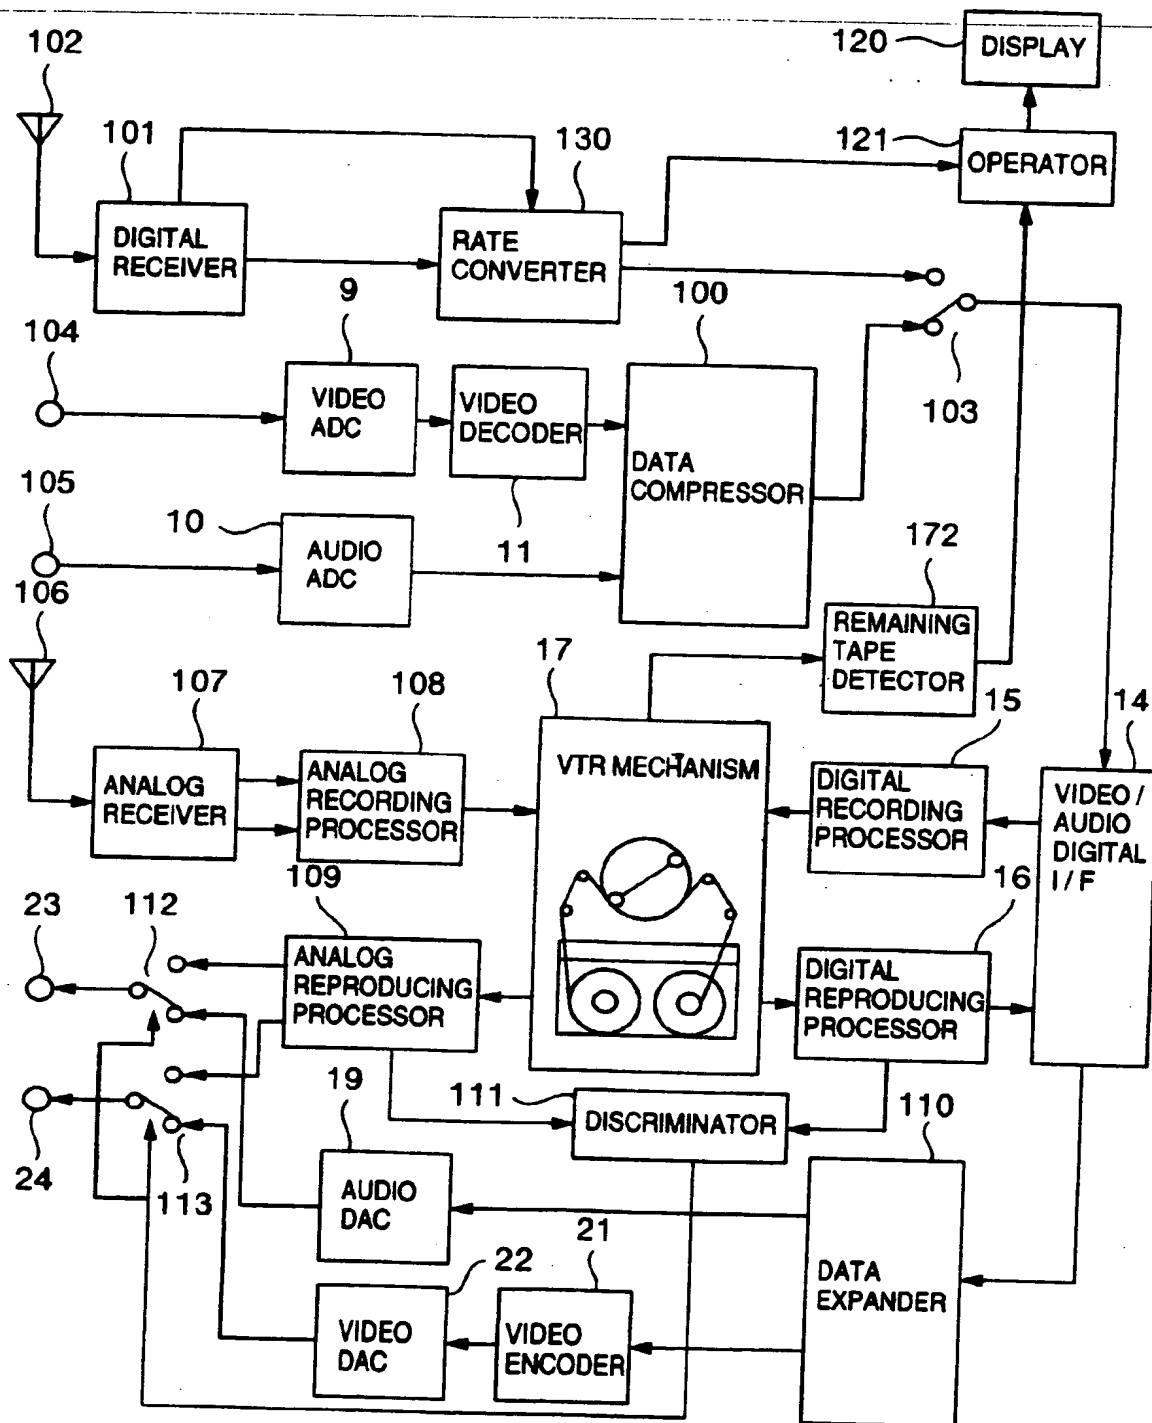 102
120
DISPLAY
101
130
121
OPERATOR
DIGITAL
RECEIVER
RATE
CONVERTER
9
100
104
VIDEO
ADC
VIDEO
DECODER
103
DATA
COMPRESSOR
105
10
11
172
AUDIO
ADC
106
REMAINING
TAPE
DETECTOR
17
107
108
15
14
VTR MECHANISM
ANALOG
RECEIVER
ANALOG
RECORDING
PROCESSOR
DIGITAL
RECORDING
PROCESSOR
VIDEO /
AUDIO
DIGITAL
I / F
109
16
23
112
ANALOG
REPRODUCING
PROCESSOR
DIGITAL
REPRODUCING
PROCESSOR
19
111
DISCRIMINATOR
110
24
113
AUDIO
DAC
21
22
DATA
EXPANDER
VIDEO
DAC
VIDEO
ENCODER